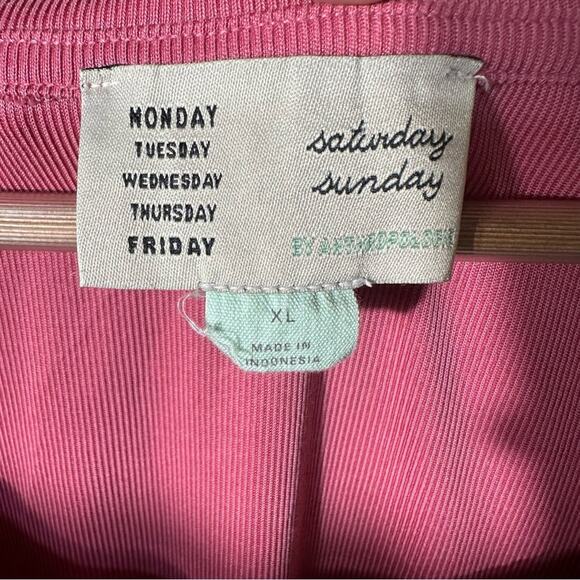 MONDAY
TUESDAY
WEDNESDAY
THURSDAY
FRIDAY
saturday
sunday
BY ANTHROPOLOGIE
XL
MADE IN
INDONESIA